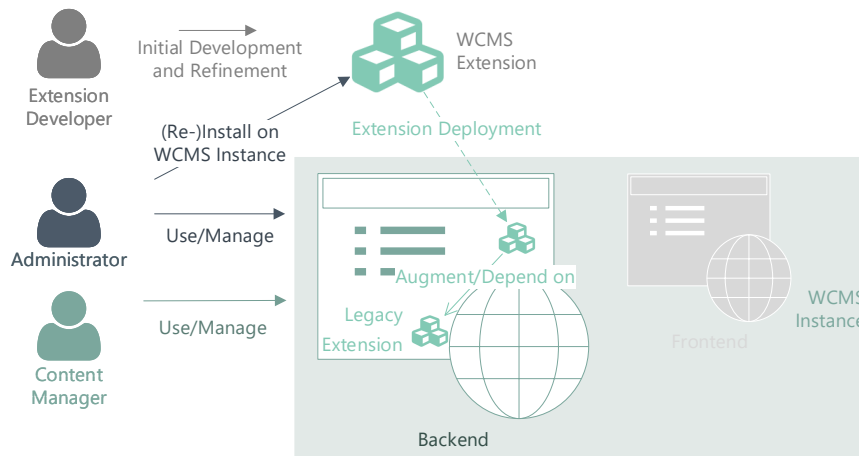 Initial Development
and Refinement
WCMS
Extension
Extension
Developer
(Re-)Install on
WCMS Instance
Extension Deployment
Administrator
Use/Manage
Augment/Depend on
Legacy
Extension
Use/Manage
Content
Manager
Frontend
WCMS
Instance
Backend